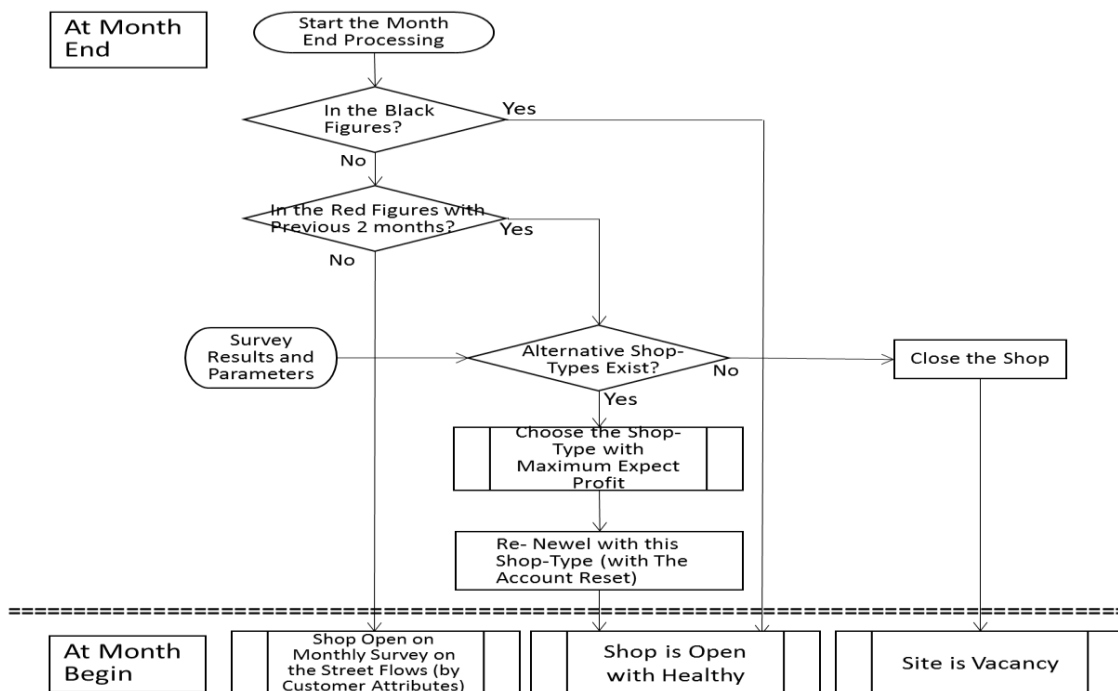 At Month
End
Start the Month
End Processing
In the Black
Figures?
Yes
No
In the Red Figures with
Previous 2 months?
Yes
No
Survey
Results and
Parameters
Alternative Shop-
Types Exist?
No
Close the Shop
Yes
Choose the Shop-
Type with
Maximum Expect
Profit
Re- Newel with this
Shop-Type (with The
Account Reset)
At Month
Begin
Shop Open on
Monthly Survey on
the Street Flows (by
Customer Attributes)
Shop is Open
with Healthy
Site is Vacancy